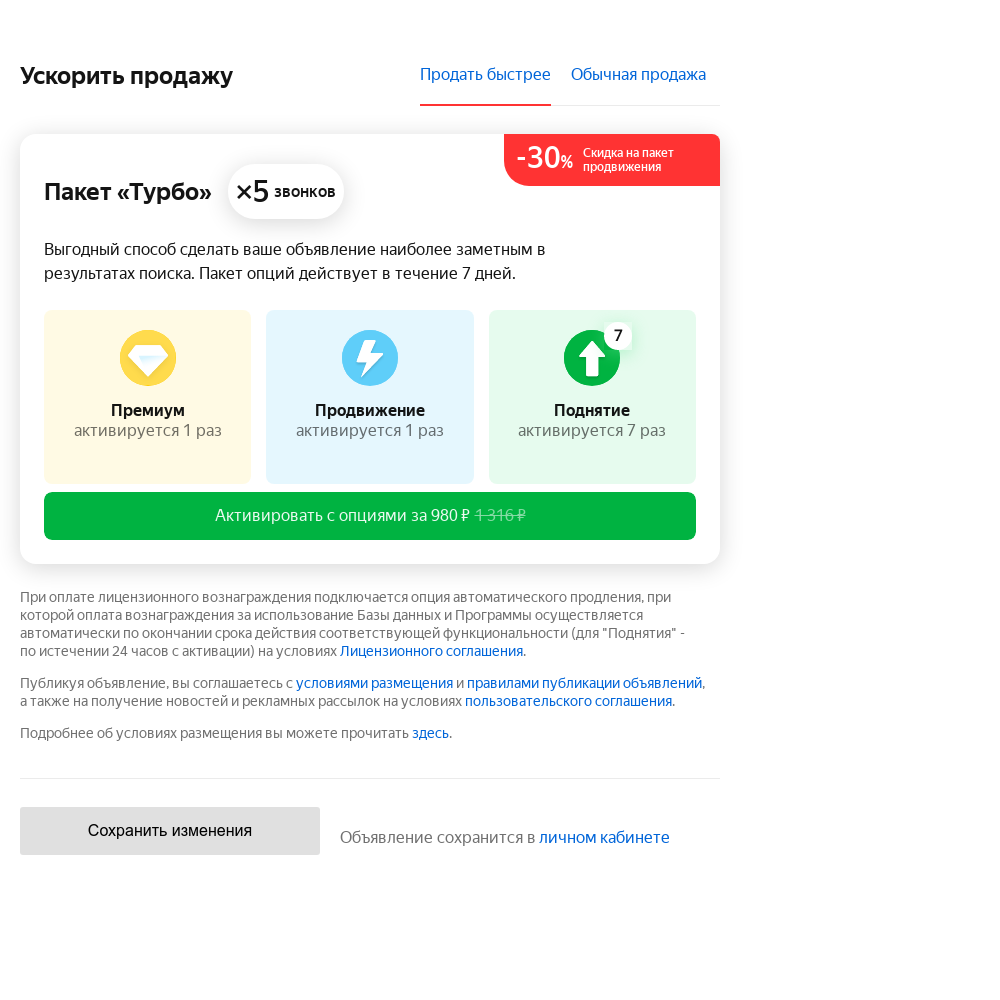 Ускорить продажу
Продать быстрее
Обычная продажа
-30%
Скидка на пакет
продвижения
Пакет «Турбо»
×5 звонков
Выгодный способ сделать ваше объявление наиболее заметным в
результатах поиска. Пакет опций действует в течение 7 дней.
7
Премиум
активируется 1 раз
Продвижение
активируется 1 раз
Поднятие
активируется 7 раз
Активировать с опциями за 980 ₽ 1 316 ₽
При оплате лицензионного вознаграждения подключается опция автоматического продления, при
которой оплата вознаграждения за использование Базы данных и Программы осуществляется
автоматически по окончании срока действия соответствующей функциональности (для "Поднятия" -
по истечении 24 часов с активации) на условиях Лицензионного соглашения.
Публикуя объявление, вы соглашаетесь с условиями размещения и правилами публикации объявлений,
а также на получение новостей и рекламных рассылок на условиях пользовательского соглашения.
Подробнее об условиях размещения вы можете прочитать здесь.
Сохранить изменения
Объявление сохранится в личном кабинете